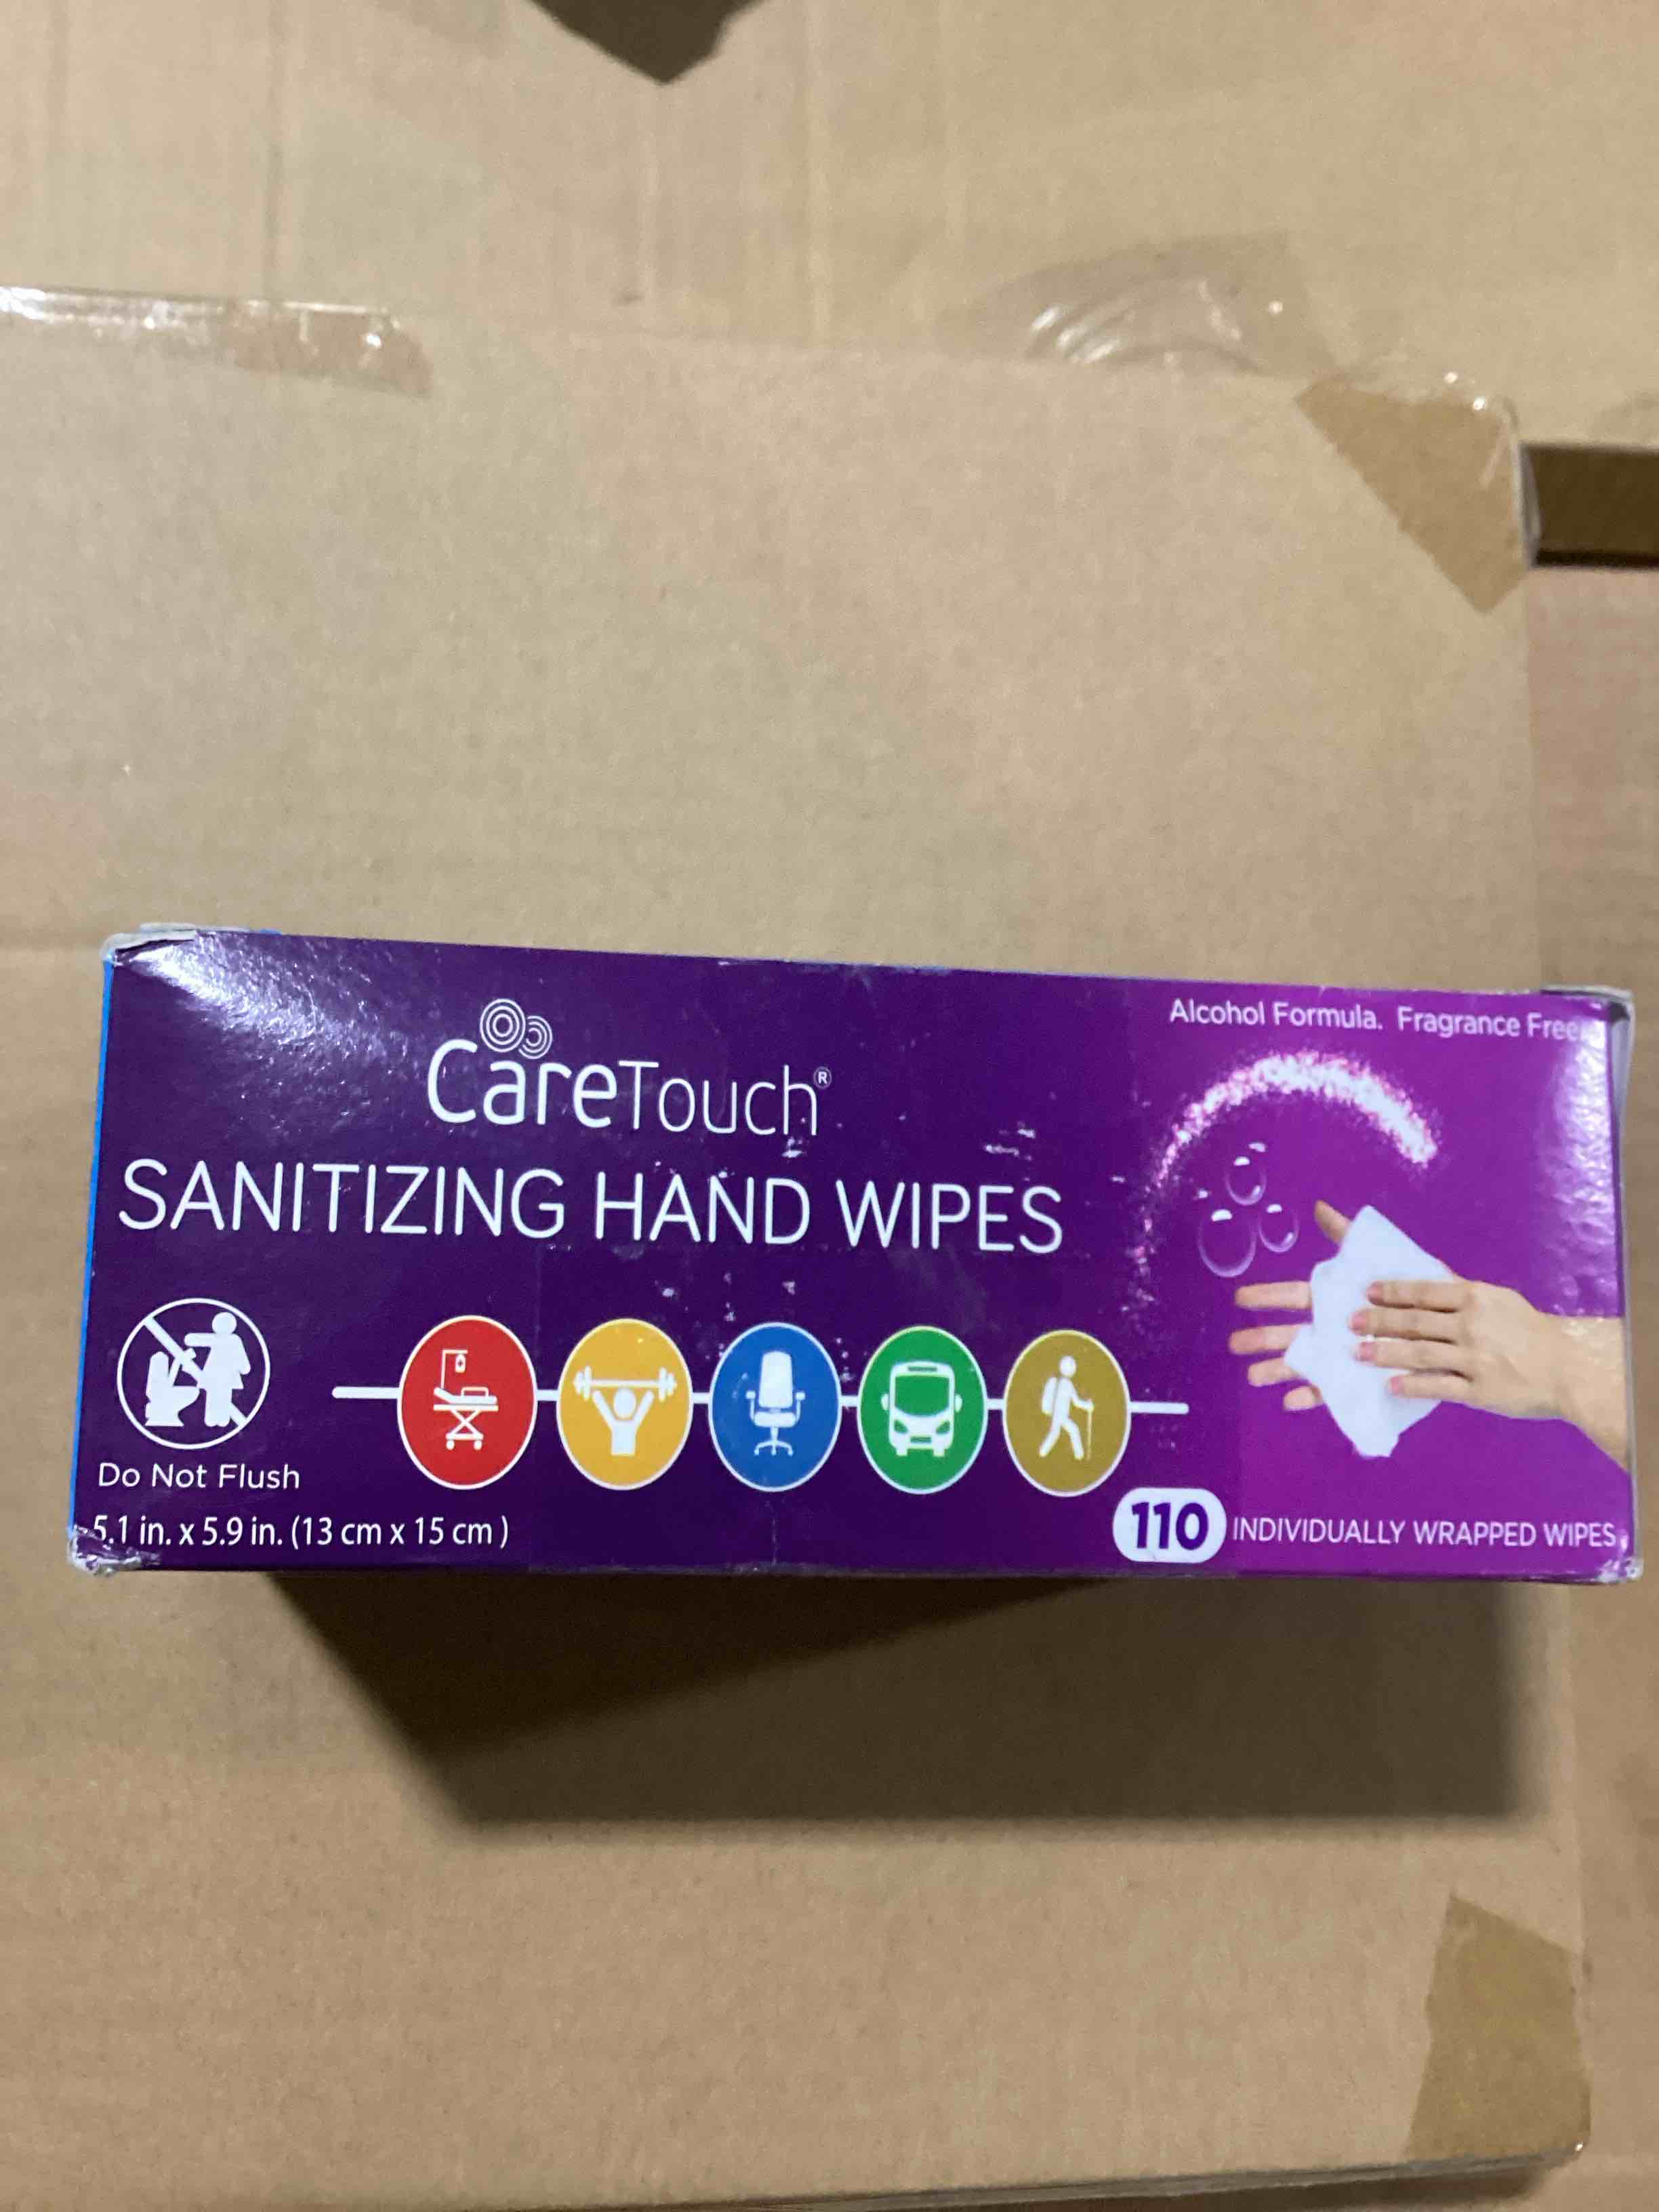 CareTouch®
SANITIZING HAND WIPES
Alcohol Formula. Fragrance Free
Do Not Flush
5.1 in. x 5.9 in. (13 cm x 15 cm )
110 INDIVIDUALLY WRAPPED WIPES